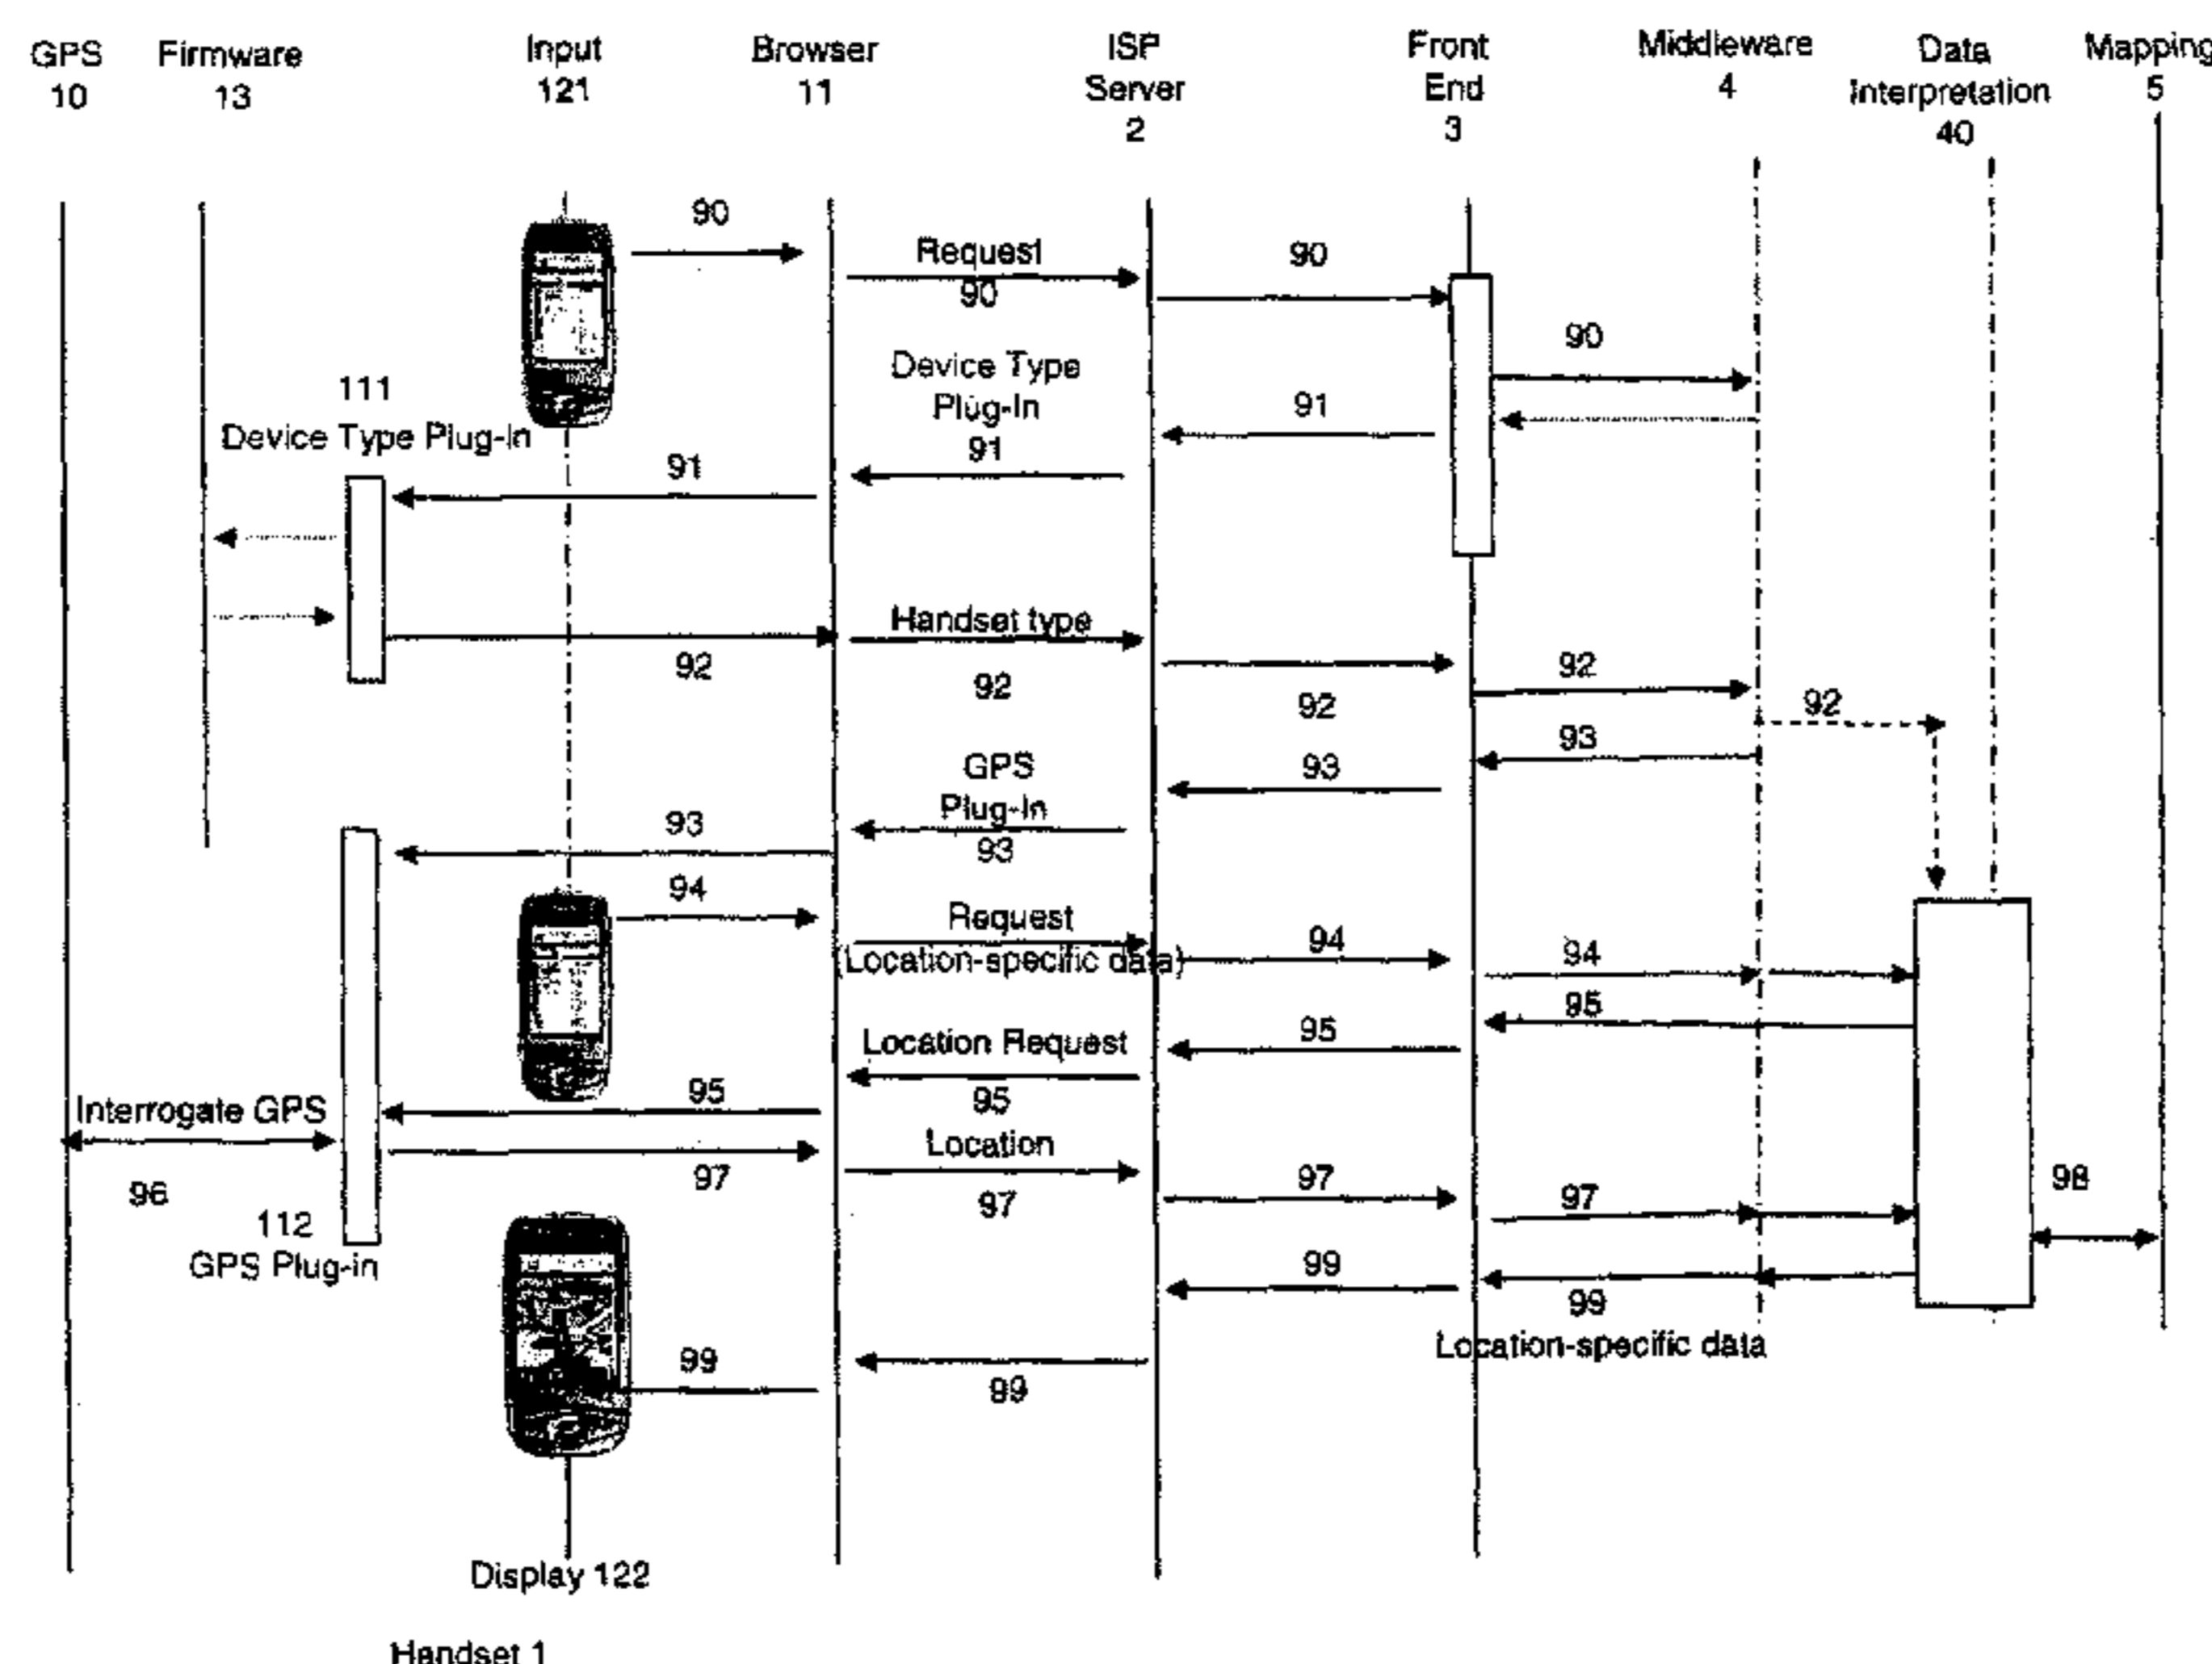 GPS
10
Firmware
13
Input
121
Browser
11
ISP
Server
2
Front
End
3
Middleware
4
Data
Interpretation
40
Mapping
5
90
Request
90
90
90
Device Type
Plug-In
91
91
111
Device Type Plug-In
91
Handset type
92
92
92
92
92
93
93
GPS
Plug-In
93
93
94
Request
(Location-specific data)
94
94
95
95
Location Request
95
95
Interrogate GPS
96
Location
97
97
97
97
98
112
GPS Plug-in
99
99
Location-specific data
99
99
Display 122
Handset 1